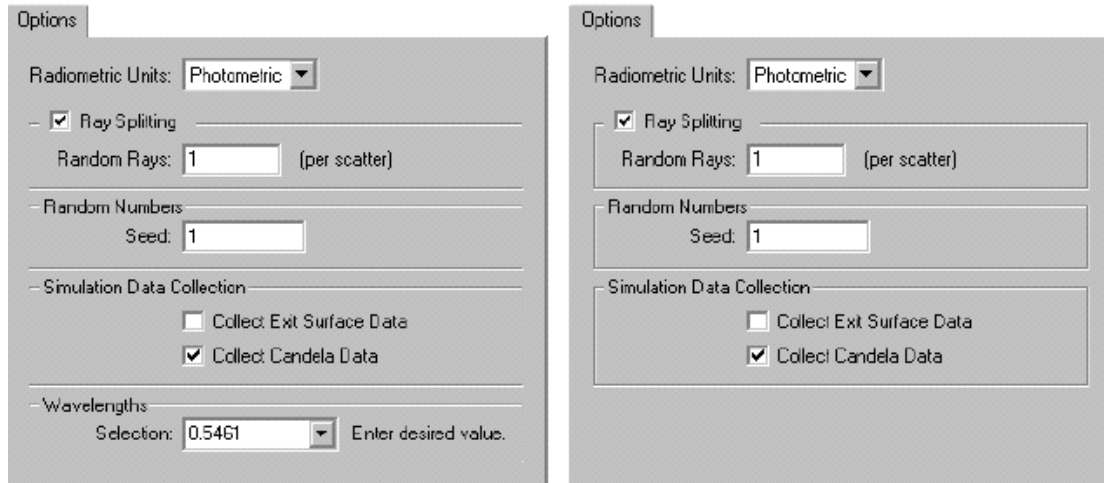 Options
Radiometric Units: Photometric
Ray Splitting
Random Rays: 1 (per scatter)
Random Numbers
Seed: 1
Simulation Data Collection
Collect Exit Surface Data
Collect Candela Data
Wavelengths
Selection: 0.5461 Enter desired value.
Options
Radiometric Units: Photometric
Ray Splitting
Random Rays: 1 (per scatter)
Random Numbers
Seed: 1
Simulation Data Collection
Collect Exit Surface Data
Collect Candela Data